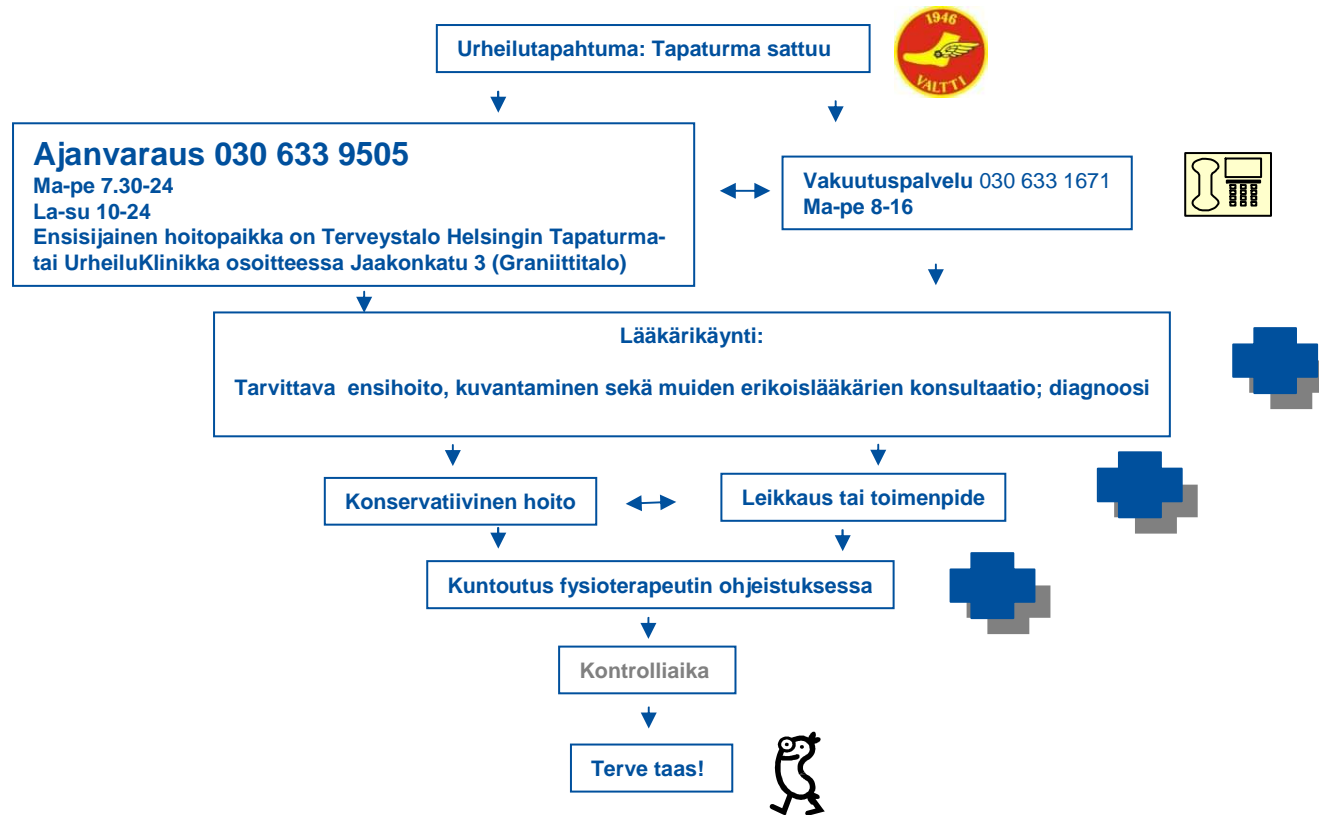 1946
VALTTI
Urheilutapahtuma: Tapaturma sattuu
Ajanvaraus 030 633 9505
Ma-pe 7.30-24
La-su 10-24
Ensisijainen hoitopaikka on Terveystalo Helsingin Tapaturma-
tai UrheiluKlinikka osoitteessa Jaakonkatu 3 (Graniittitalo)
Vakuutuspalvelu 030 633 1671
Ma-pe 8-16
Lääkärikäynti:
Tarvittava ensihoito, kuvantaminen sekä muiden erikoislääkärien konsultaatio; diagnoosi
Konservatiivinen hoito
Leikkaus tai toimenpide
Kuntoutus fysioterapeutin ohjeistuksessa
Kontrolliaika
Terve taas!